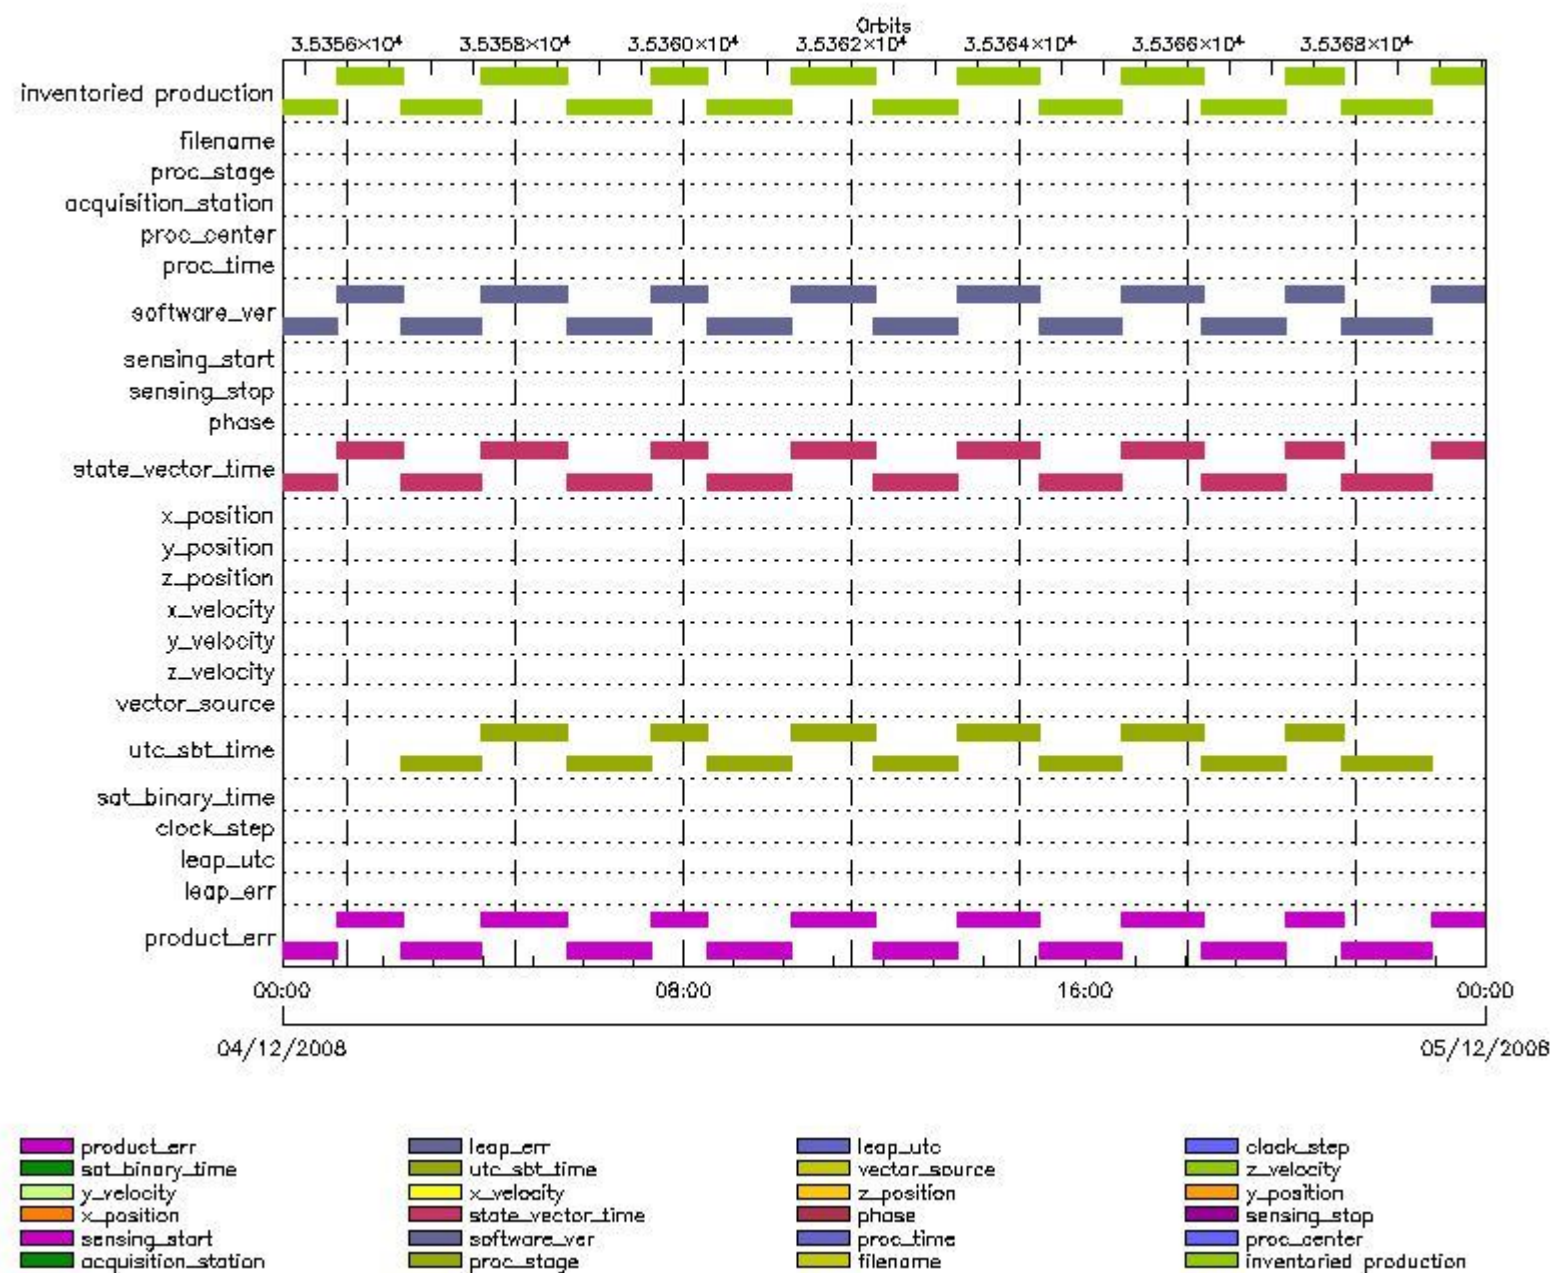 Orbits
3.5356×10⁴ 3.5358×10⁴ 3.5360×10⁴ 3.5362×10⁴ 3.5364×10⁴ 3.5366×10⁴ 3.5368×10⁴
inventoried production
filename
proc_stage
acquisition_station
proc_center
proc_time
software_ver
sensing_start
sensing_stop
phase
state_vector_time
x_position
y_position
z_position
x_velocity
y_velocity
z_velocity
vector_source
utc_sbt_time
sat_binary_time
clock_step
leap_utc
leap_err
product_err
00:00 08:00 16:00 00:00
04/12/2008 05/12/2008
product_err leap_err leap_utc clock_step
sat_binary_time utc_sbt_time vector_source z_velocity
y_velocity x_velocity z_position y_position
x_position state_vector_time phase sensing_stop
sensing_start software_ver proc_time proc_center
acquisition_station proc_stage filename inventoried production